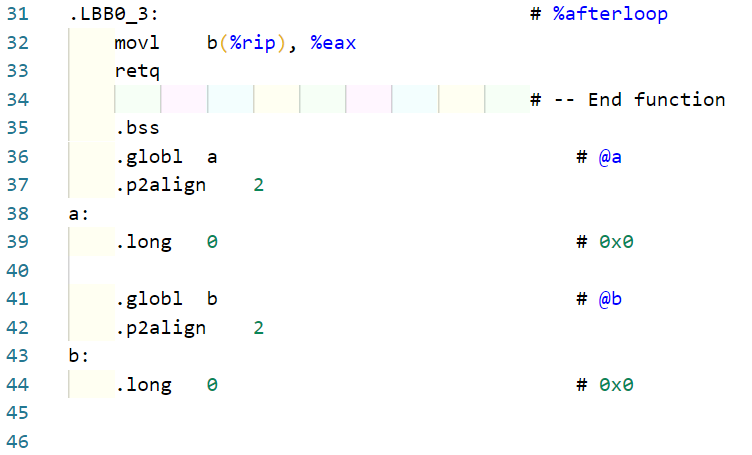 31 .LBB0_3: # %afterloop
32 movl b(%rip), %eax
33 retq
34 # -- End function
35 .bss
36 .globl a # @a
37 .p2align 2
38 a:
39 .long 0 # 0x0
40
41 .globl b # @b
42 .p2align 2
43 b:
44 .long 0 # 0x0
45
46